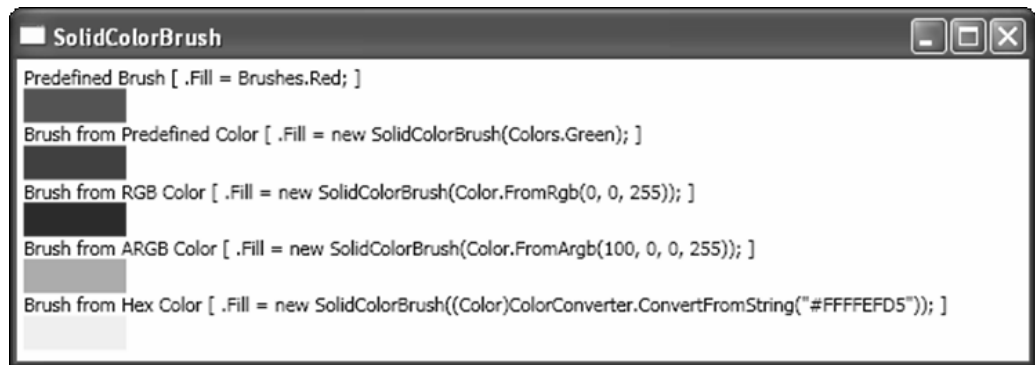 SolidColorBrush
Predefined Brush [ .Fill = Brushes.Red; ]
Brush from Predefined Color [ .Fill = new SolidColorBrush(Colors.Green); ]
Brush from RGB Color [ .Fill = new SolidColorBrush(Color.FromRgb(0, 0, 255)); ]
Brush from ARGB Color [ .Fill = new SolidColorBrush(Color.FromArgb(100, 0, 0, 255)); ]
Brush from Hex Color [ .Fill = new SolidColorBrush((Color)ColorConverter.ConvertFromString("#FFFFEFD5")); ]